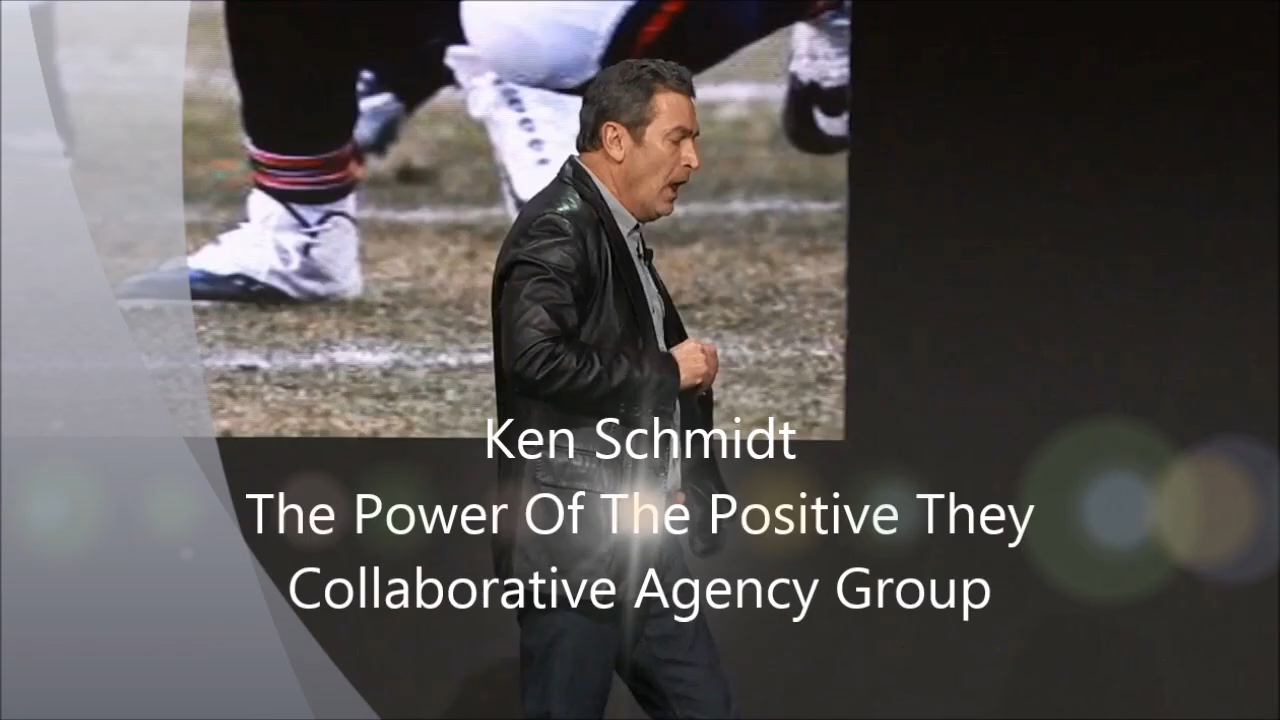 Ken Schmidt
The Power Of The Positive They
Collaborative Agency Group